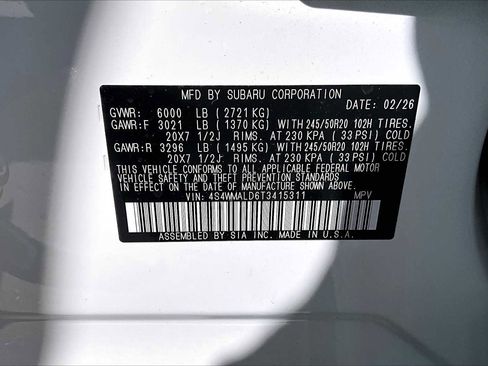 MFD BY SUBARU CORPORATION
DATE: 02/26
GVWR: 6000 LB (2721 KG)
GAWR:F 3021 LB (1370 KG) WITH 245/50R20 102H TIRES,
20X7 1/2J RIMS, AT 230 KPA (33 PSI) COLD
GAWR:R 3296 LB (1495 KG) WITH 245/50R20 102H TIRES,
20X7 1/2J RIMS, AT 230 KPA (33 PSI) COLD
THIS VEHICLE CONFORMS TO ALL APPLICABLE FEDERAL MOTOR
VEHICLE SAFETY, BUMPER, AND THEFT PREVENTION STANDARDS
IN EFFECT ON THE DATE OF MANUFACTURE SHOWN ABOVE.
VIN: 4S4WMALD6T3415311 MPV
ASSEMBLED BY SIA INC. MADE IN U.S.A.